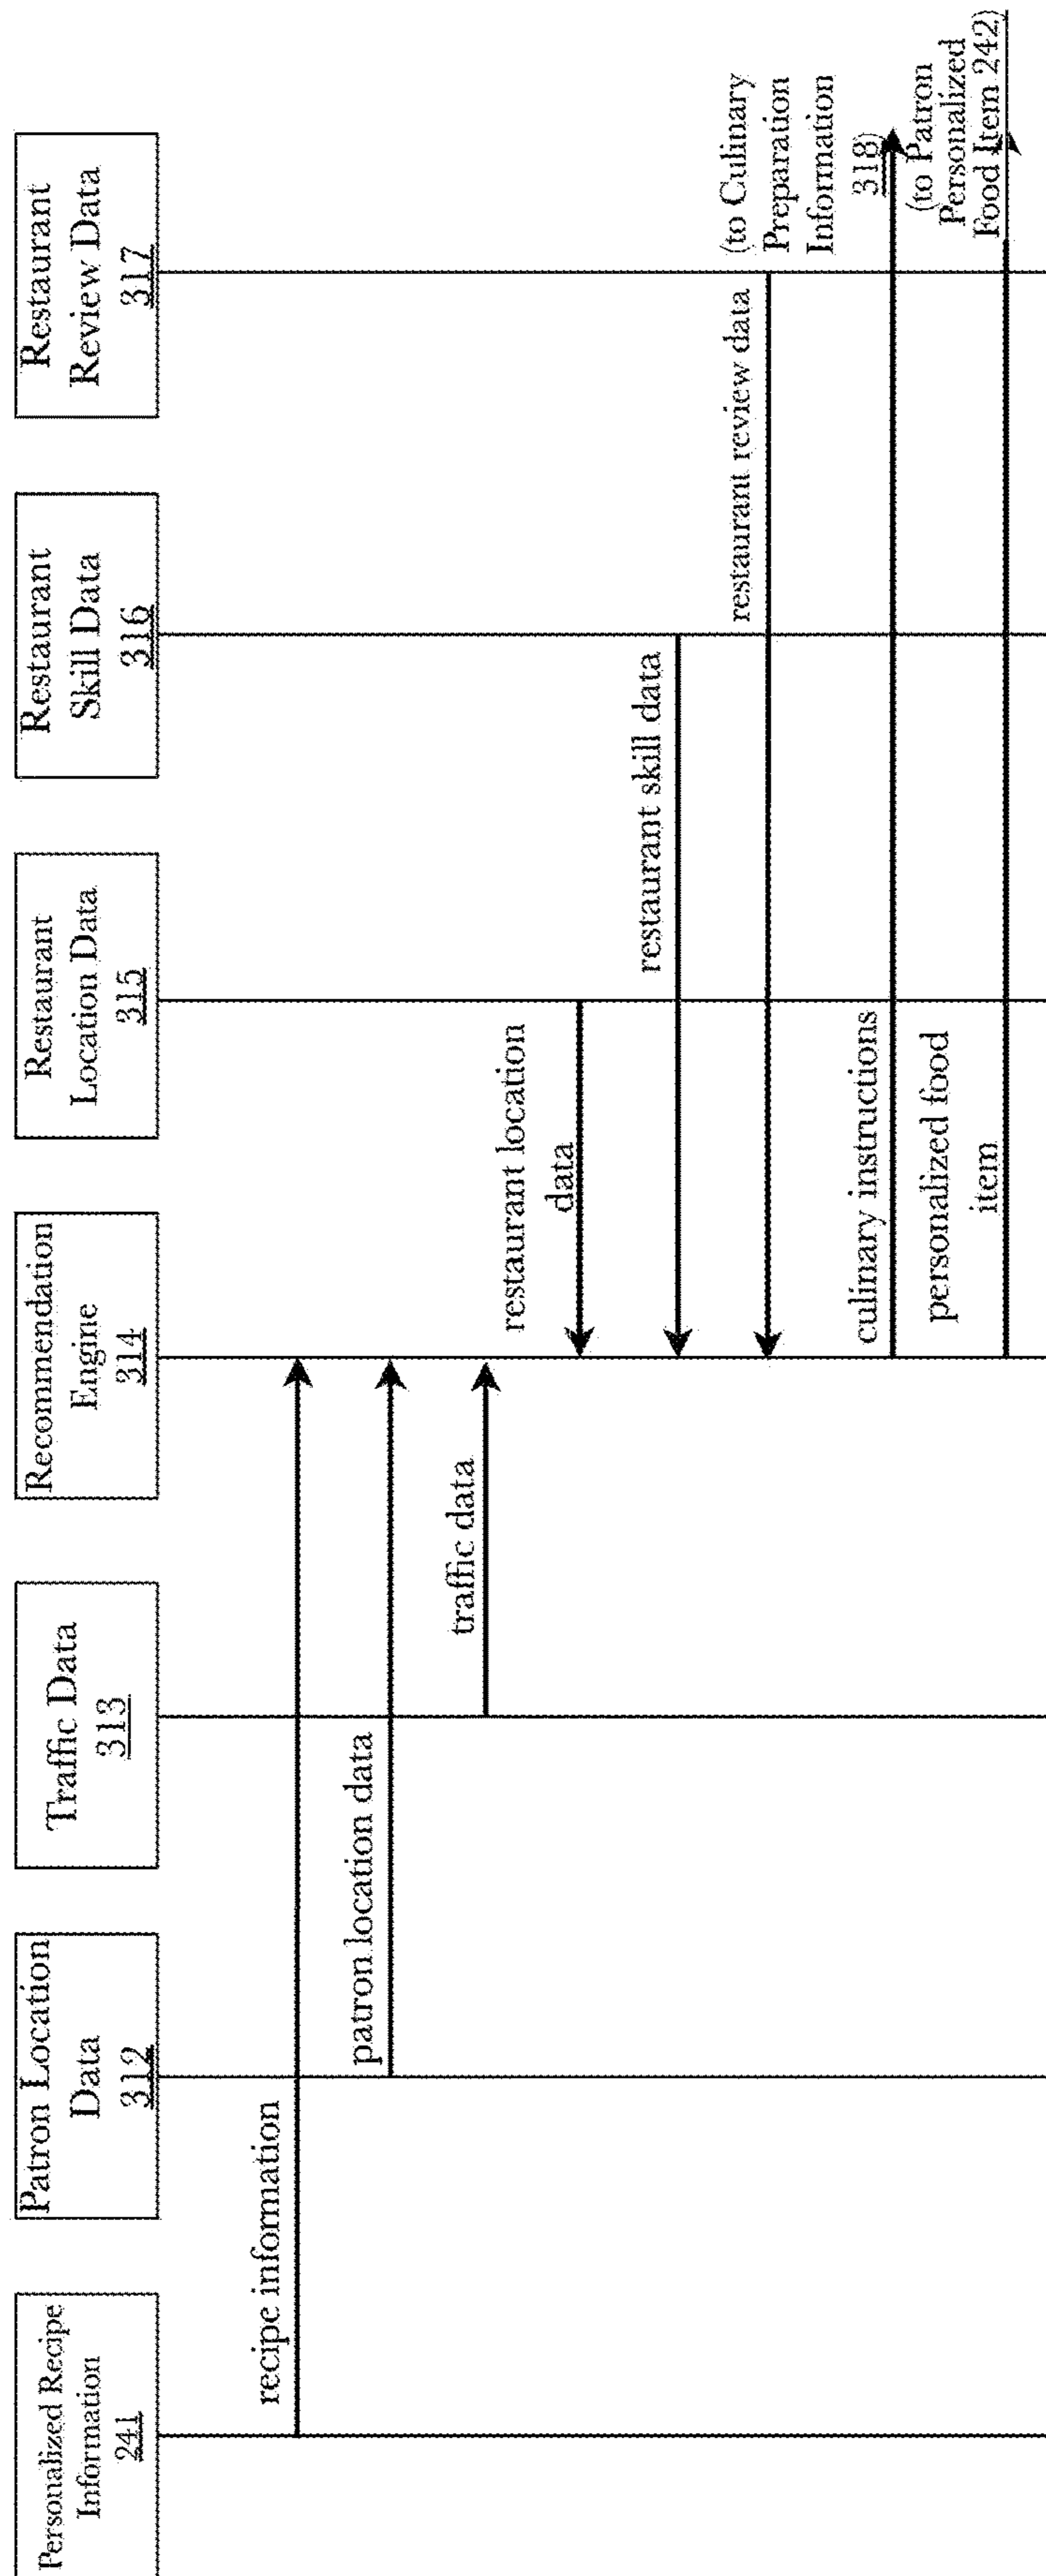 Personalized Recipe
Information
241
Patron Location
Data
312
Traffic Data
313
Recommendation
Engine
314
Restaurant
Location Data
315
Restaurant
Skill Data
316
Restaurant
Review Data
317
recipe information
patron location data
traffic data
restaurant location
data
restaurant skill data
restaurant review data
(to Culinary
Preparation
Information
318)
culinary instructions
(to Patron
Personalized
Food Item 242)
personalized food
item